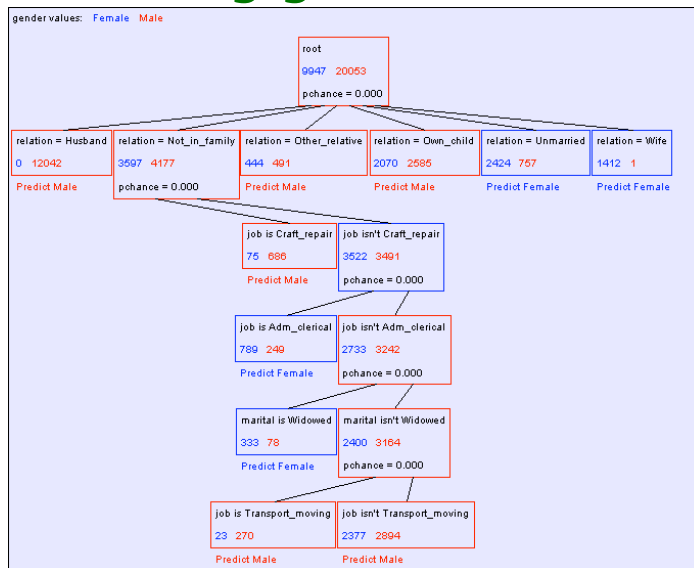 gender values: Female Male
root
9947 20053
pchance = 0.000
relation = Husband
0 12042
Predict Male
relation = Not_in_family
3597 4177
pchance = 0.000
relation = Other_relative
444 491
Predict Male
relation = Own_child
2070 2585
Predict Male
relation = Unmarried
2424 757
Predict Female
relation = Wife
1412 1
Predict Female
job is Craft_repair
75 686
Predict Male
job isn't Craft_repair
3522 3491
pchance = 0.000
job is Adm_clerical
789 249
Predict Female
job isn't Adm_clerical
2733 3242
pchance = 0.000
marital is Widowed
333 78
Predict Female
marital isn't Widowed
2400 3164
pchance = 0.000
job is Transport_moving
23 270
Predict Male
job isn't Transport_moving
2377 2894
Predict Male